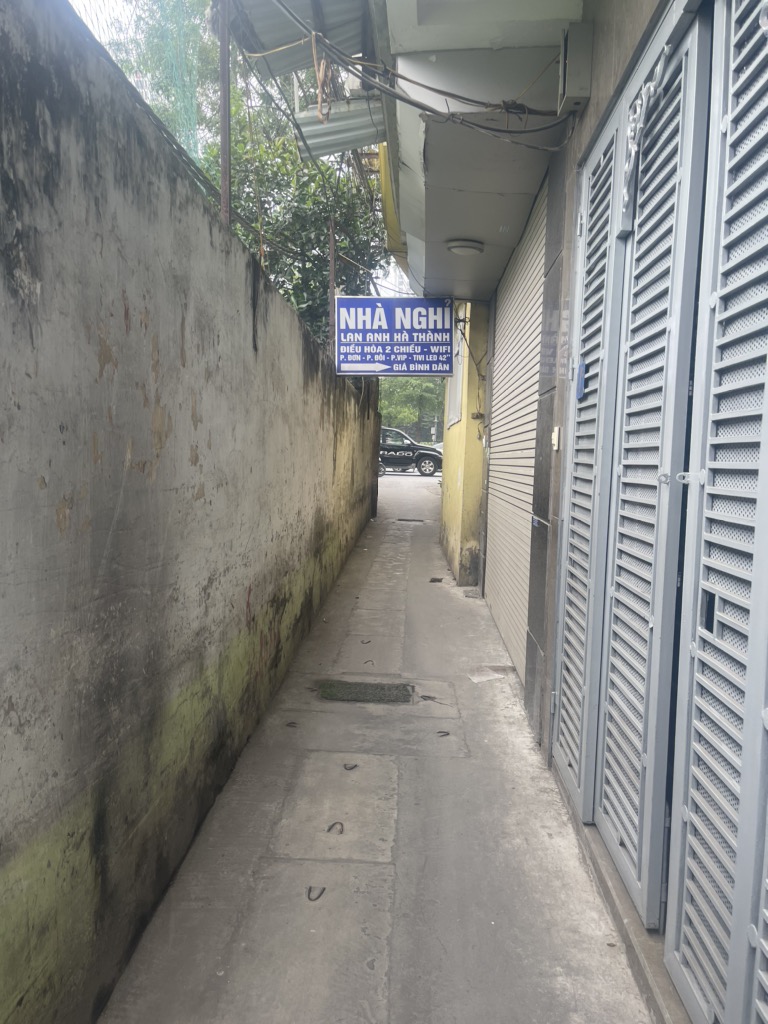 NHÀ NGHỈ
LAN ANH HÀ THÀNH
ĐIỀU HÒA 2 CHIỀU - WIFI
P. ĐƠN - P. ĐÔI - P.VIP - TIVI LED 42"
GIÁ BÌNH DÂN